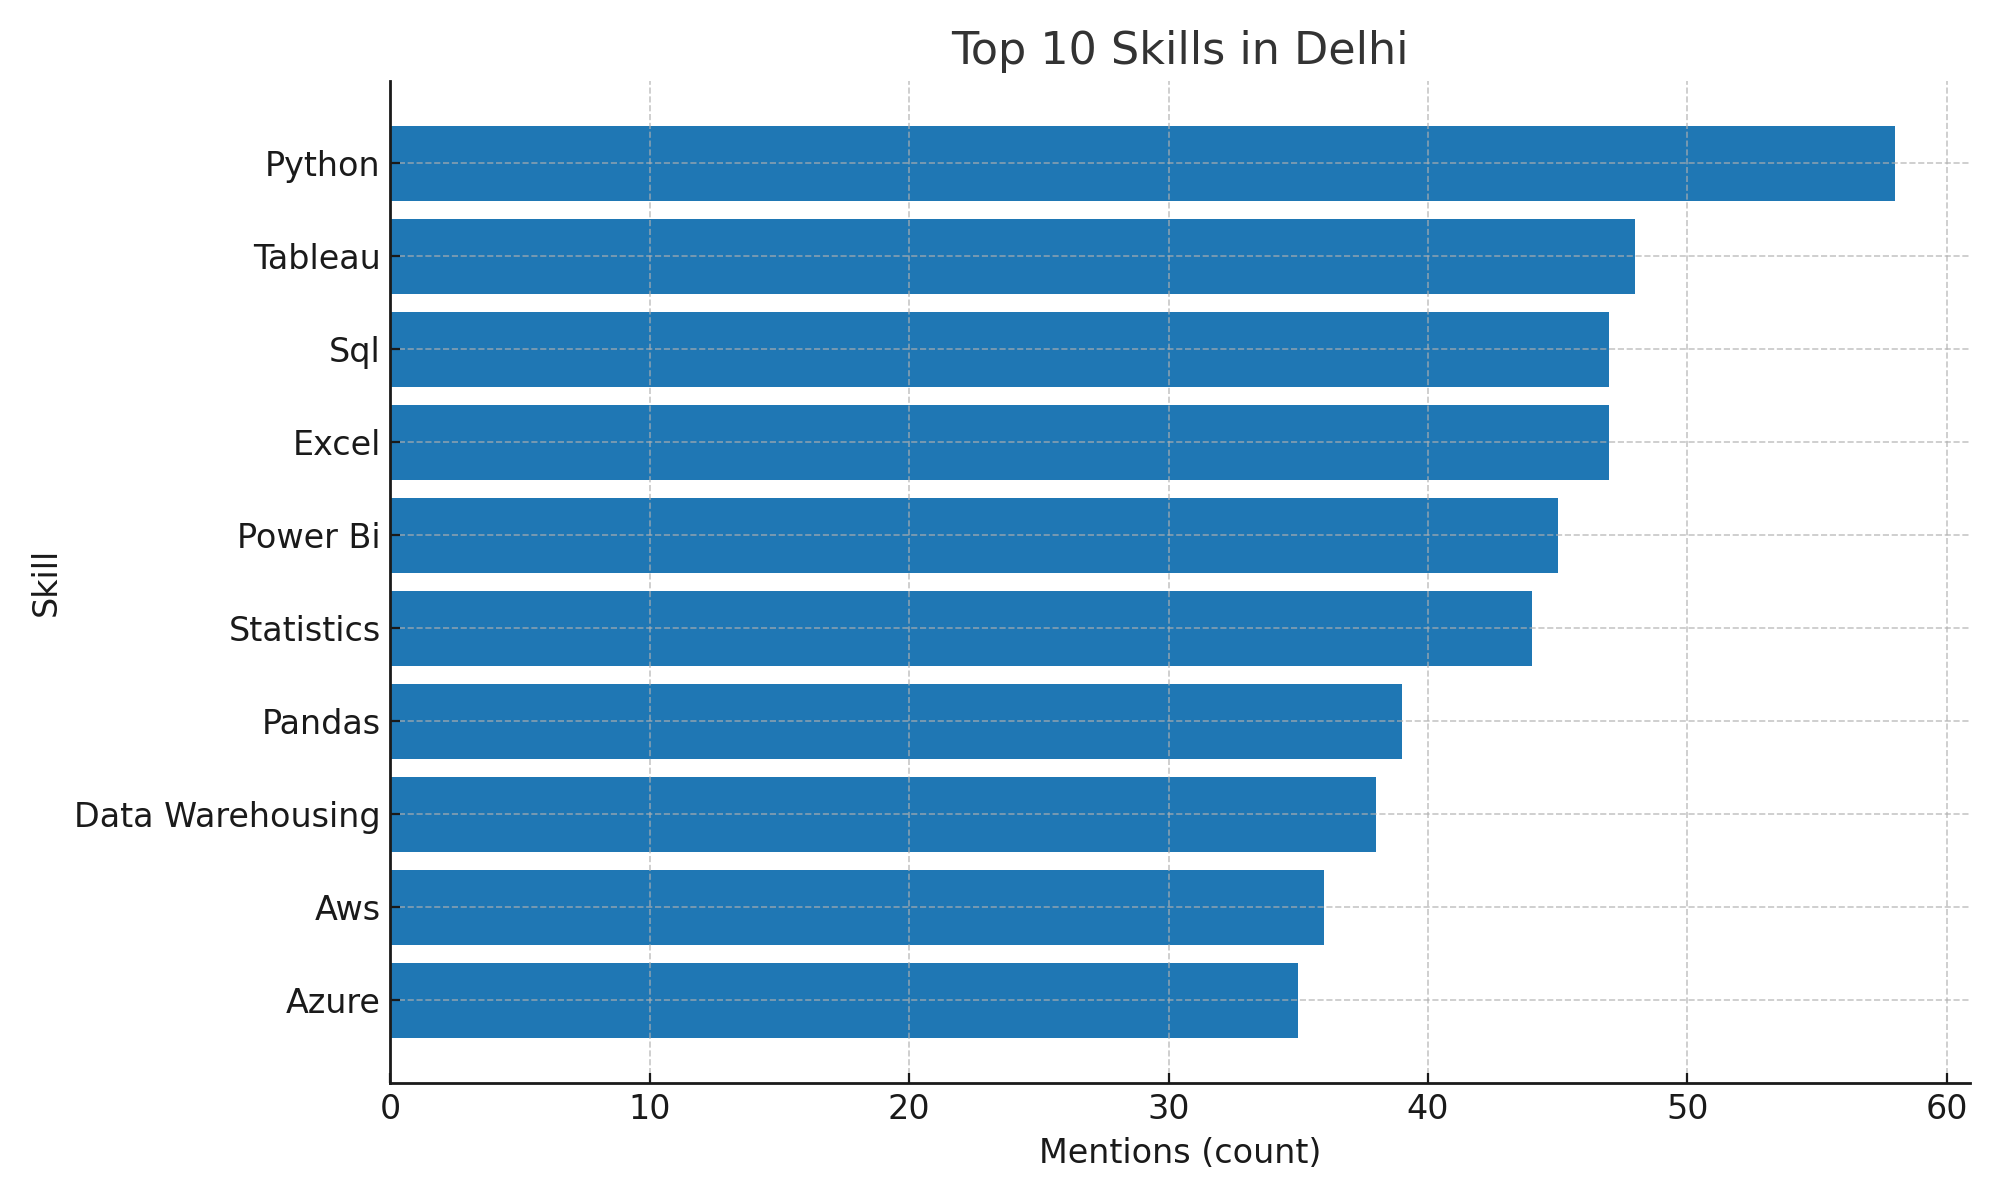 Top 10 Skills in Delhi
Skill
Python
Tableau
Sql
Excel
Power Bi
Statistics
Pandas
Data Warehousing
Aws
Azure
0 10 20 30 40 50 60
Mentions (count)